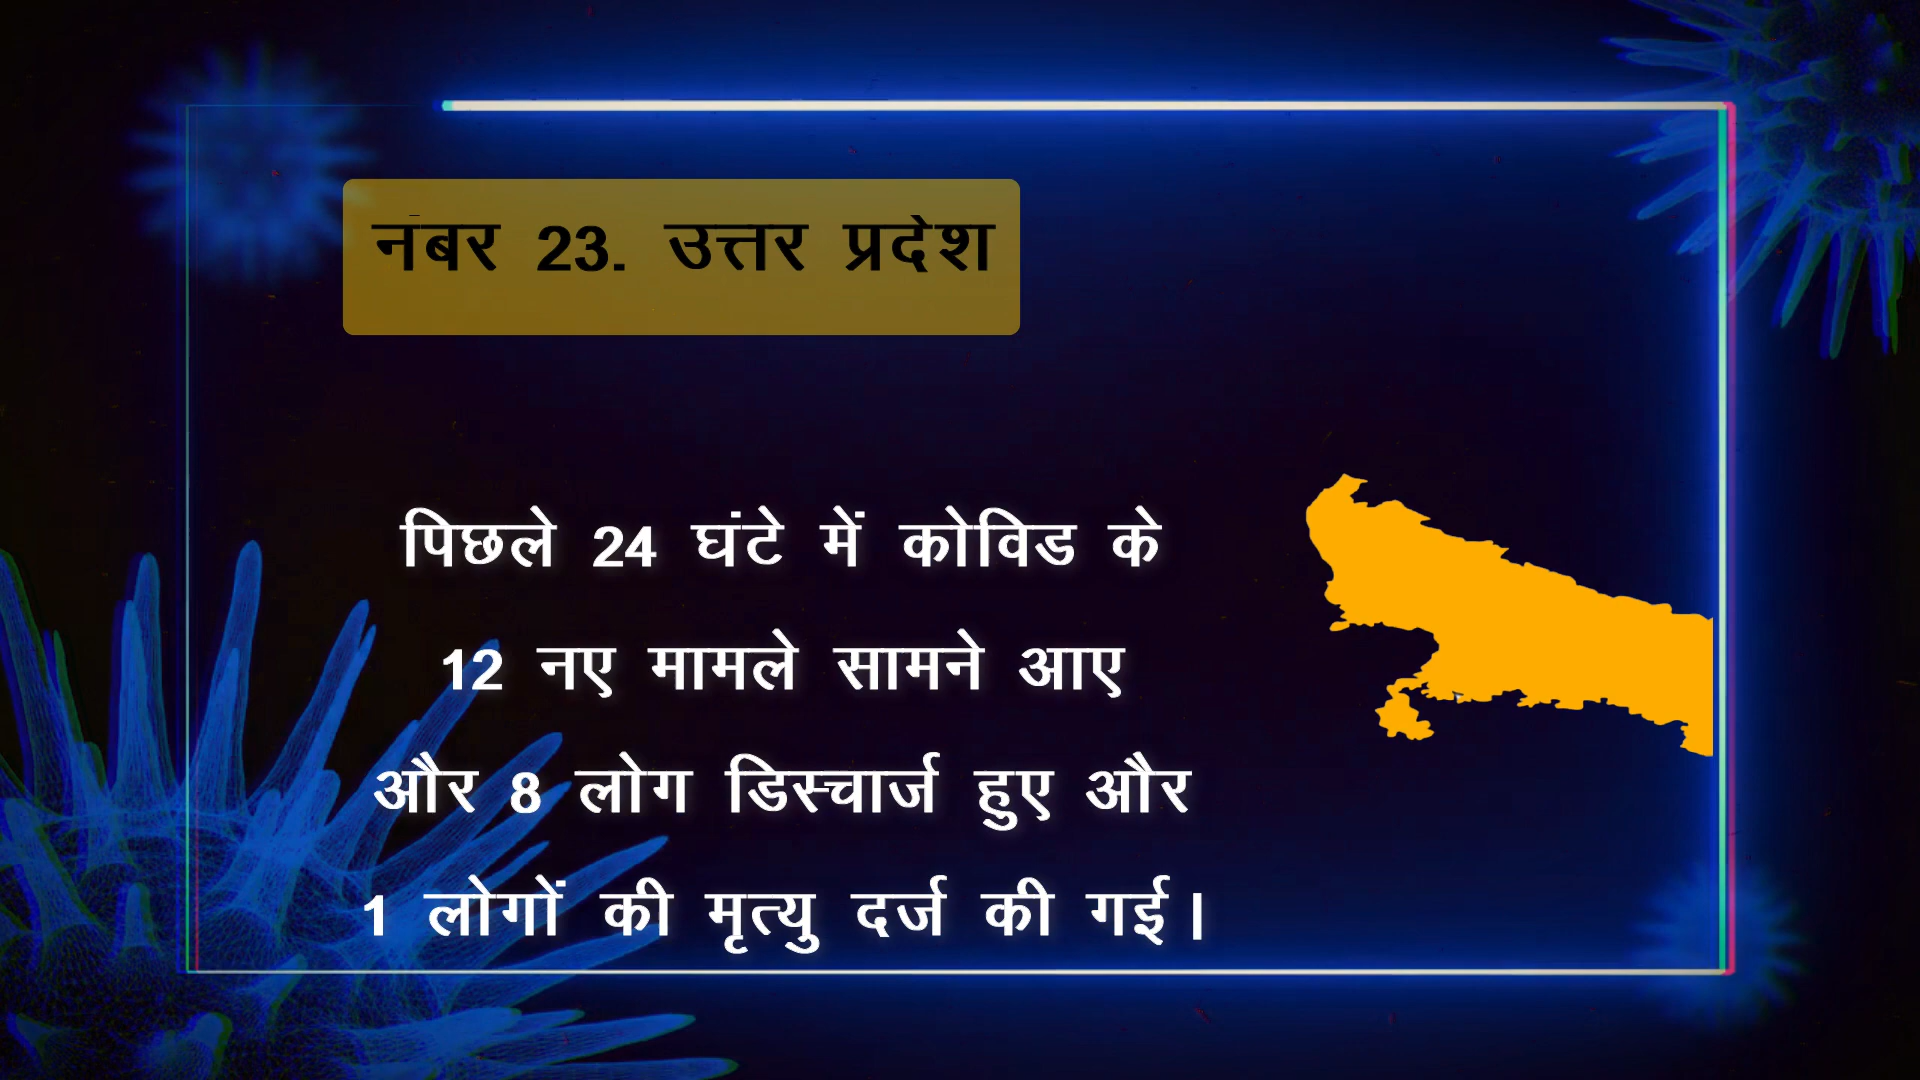 नंबर 23. उत्तर प्रदेश
पिछले 24 घंटे में कोविड के
12 नए मामले सामने आए
और 8 लोग डिस्चार्ज हुए और
1 लोगों की मृत्यु दर्ज की गई।